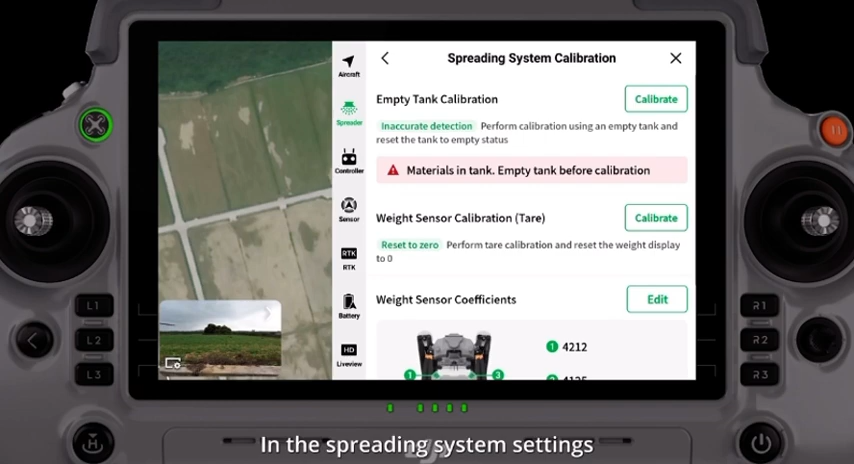 Spreading System Calibration
Aircraft
Empty Tank Calibration
Calibrate
Spreader
Inaccurate detection Perform calibration using an empty tank and
reset the tank to empty status
Controller
Materials in tank. Empty tank before calibration
Sensor
Weight Sensor Calibration (Tare)
Calibrate
RTK
RTK
Reset to zero Perform tare calibration and reset the weight display
to 0
Battery
Weight Sensor Coefficients
Edit
HD
Liveview
1 4212
1
3
L1
L2
L3
R1
R2
R3
H
In the spreading system settings